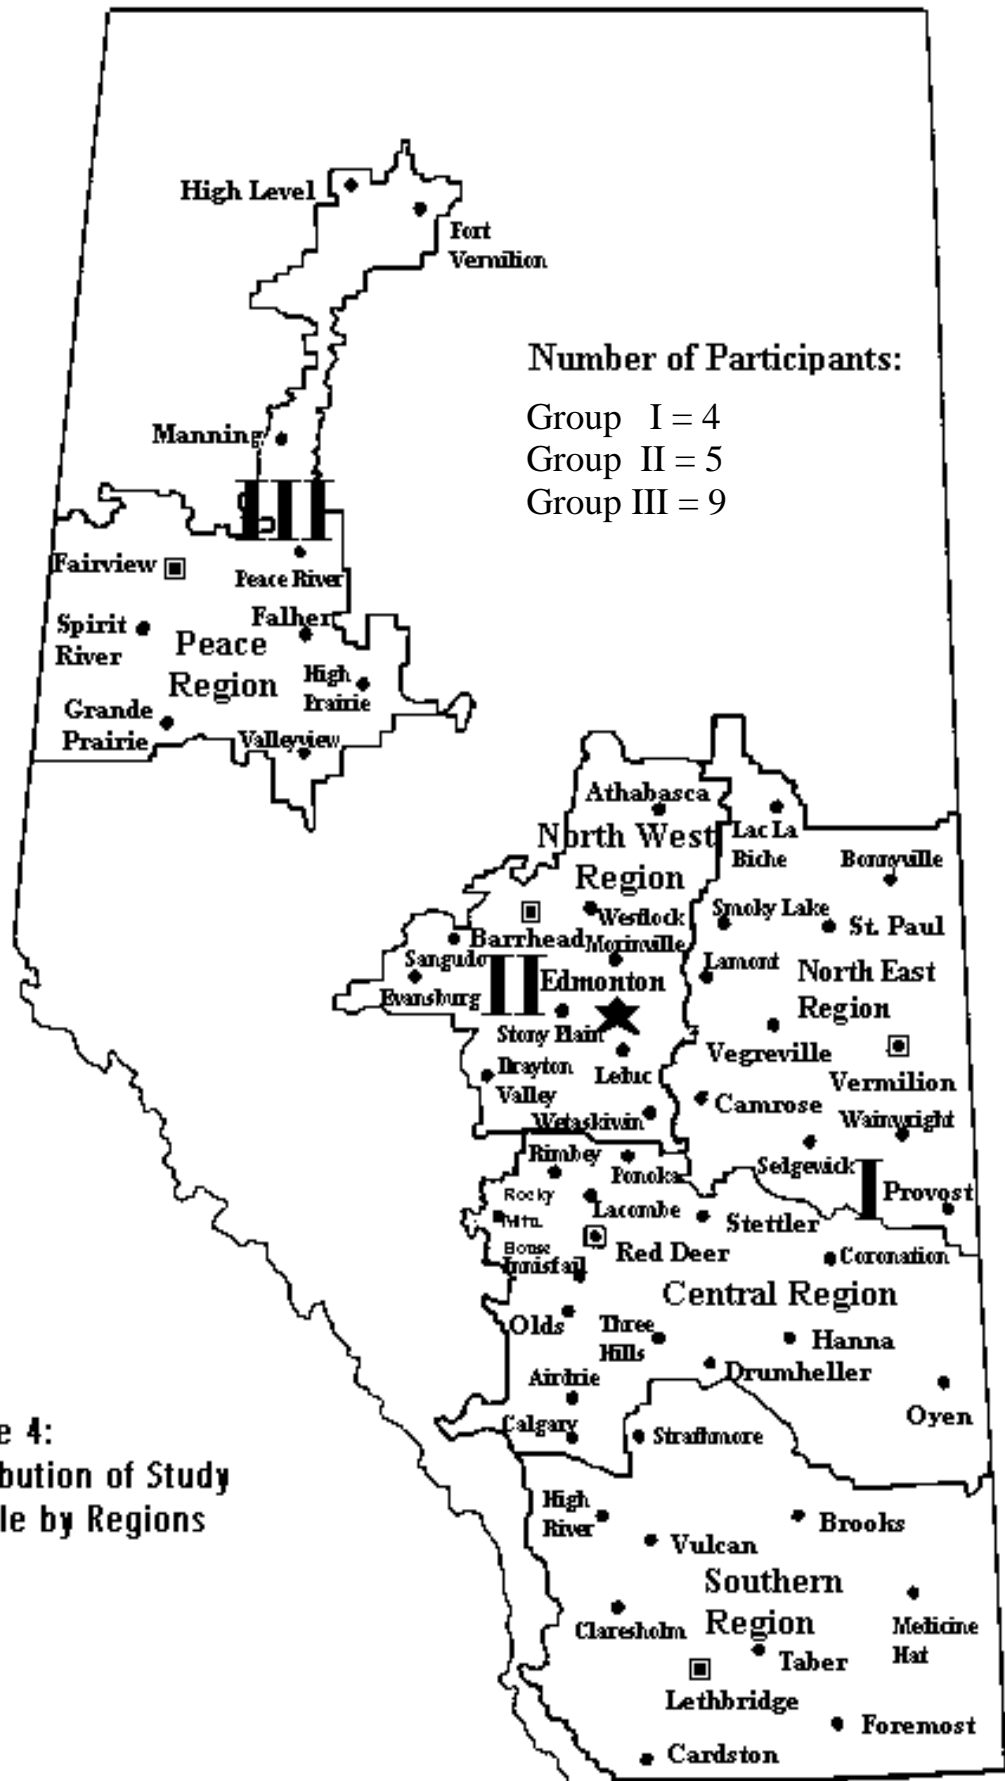 High Level
Fort
Vermilion
Number of Participants:
Group I = 4
Group II = 5
Group III = 9
Manning
III
Fairview
Peace River
Spirit
River
Falher
Peace
Region
High
Prairie
Grande
Prairie
Valleyview
Athabasca
North West
Region
Lac La
Biche
Bonnyville
Westlock
Smoky Lake
St. Paul
Barrhead
Morinville
Sangudo
Lamont
North East
Region
Evansburg
II
Edmonton
Stony Plain
Vegreville
Leduc
Drayton
Valley
Vermilion
Camrose
Wainwright
Wetaskiwin
Rimbey
Ponoka
Sedgewick
I
Provost
Rocky
Mtn.
House
Lacombe
Stettler
Red Deer
Coronation
Innisfail
Central Region
Olds
Three
Hills
Hanna
Drumheller
Airdrie
Oyen
Calgary
Strathmore
e 4:
bution of Study
le by Regions
High
River
Brooks
Vulcan
Southern
Region
Claresholm
Medicine
Hat
Taber
Lethbridge
Foremost
Cardston